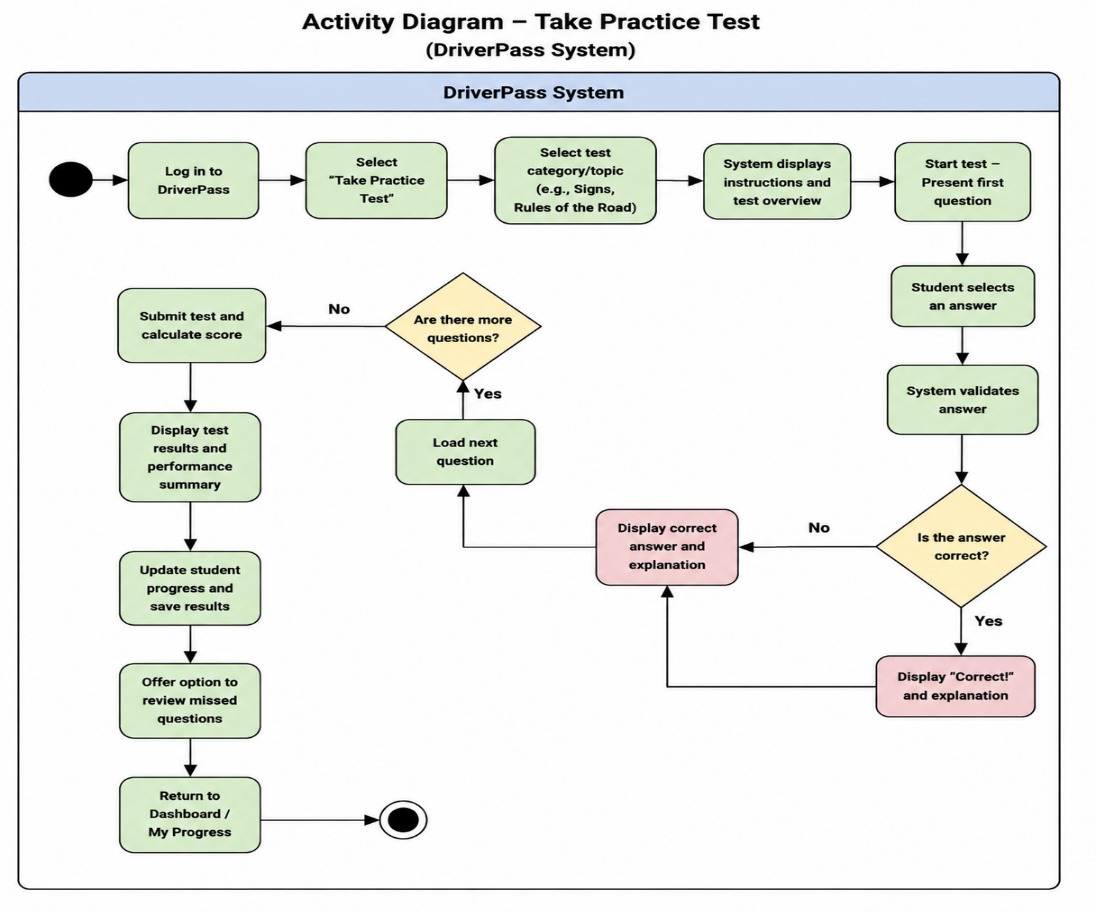 Activity Diagram – Take Practice Test
(DriverPass System)
DriverPass System
Log in to
DriverPass
Select
“Take Practice
Test”
Select test
category/topic
(e.g., Signs,
Rules of the Road)
System displays
instructions and
test overview
Start test –
Present first
question
Student selects
an answer
System validates
answer
Is the answer
correct?
No
Yes
Display “Correct!”
and explanation
Display correct
answer and
explanation
Load next
question
Yes
Are there more
questions?
No
Submit test and
calculate score
Display test
results and
performance
summary
Update student
progress and
save results
Offer option to
review missed
questions
Return to
Dashboard /
My Progress